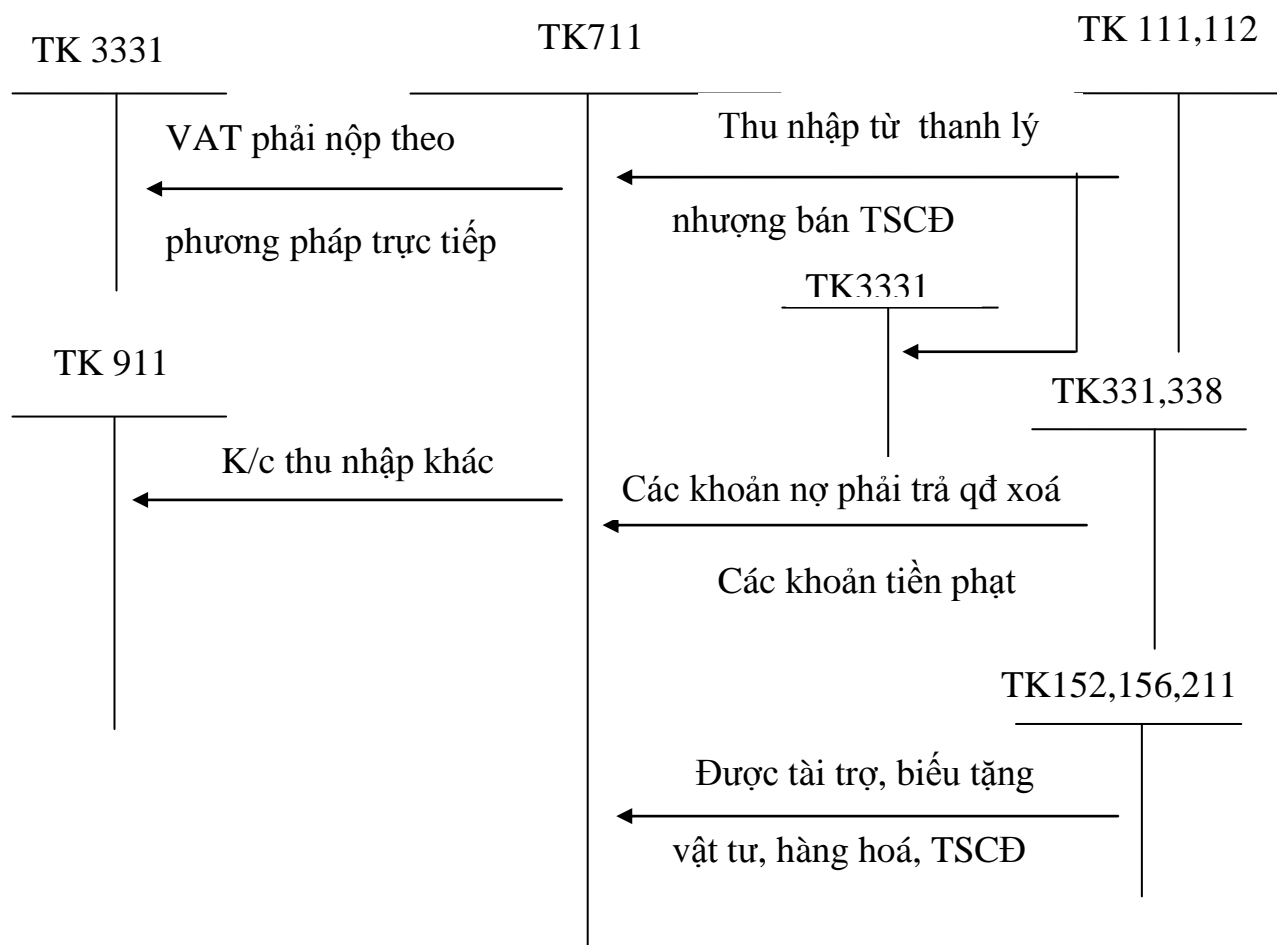 TK 3331
TK711
TK 111,112
VAT phải nộp theo
phương pháp trực tiếp
Thu nhập từ thanh lý
nhượng bán TSCĐ
TK3331
TK 911
TK331,338
K/c thu nhập khác
Các khoản nợ phải trả qđ xoá
Các khoản tiền phạt
TK152,156,211
Được tài trợ, biếu tặng
vật tư, hàng hoá, TSCĐ